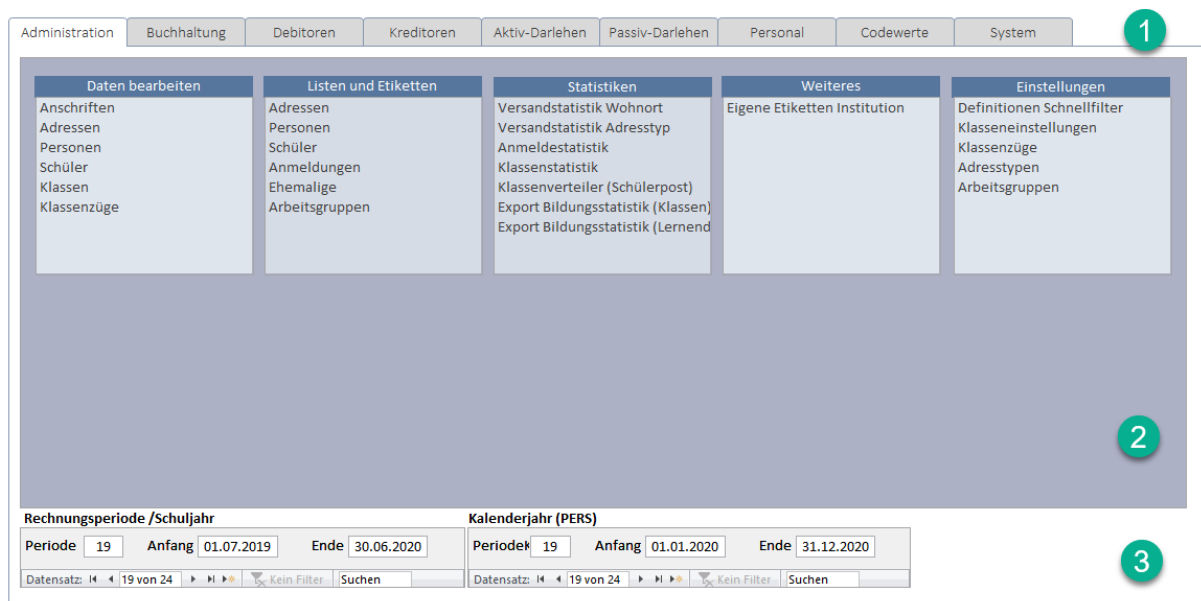 Administration Buchhaltung Debitoren Kreditoren Aktiv-Darlehen Passiv-Darlehen Personal Codewerte System
1
Daten bearbeiten
Anschriften
Adressen
Personen
Schüler
Klassen
Klassenzüge
Listen und Etiketten
Adressen
Personen
Schüler
Anmeldungen
Ehemalige
Arbeitsgruppen
Statistiken
Versandstatistik Wohnort
Versandstatistik Adresstyp
Anmeldestatistik
Klassenstatistik
Klassenverteiler (Schülerpost)
Export Bildungsstatistik (Klassen)
Export Bildungsstatistik (Lernend
Weiteres
Eigene Etiketten Institution
Einstellungen
Definitionen Schnellfilter
Klasseneinstellungen
Klassenzüge
Adresstypen
Arbeitsgruppen
2
Rechnungsperiode /Schuljahr
Periode 19 Anfang 01.07.2019 Ende 30.06.2020
Datensatz: 19 von 24 Kein Filter Suchen
Kalenderjahr (PERS)
PeriodeK 19 Anfang 01.01.2020 Ende 31.12.2020
Datensatz: 19 von 24 Kein Filter Suchen
3